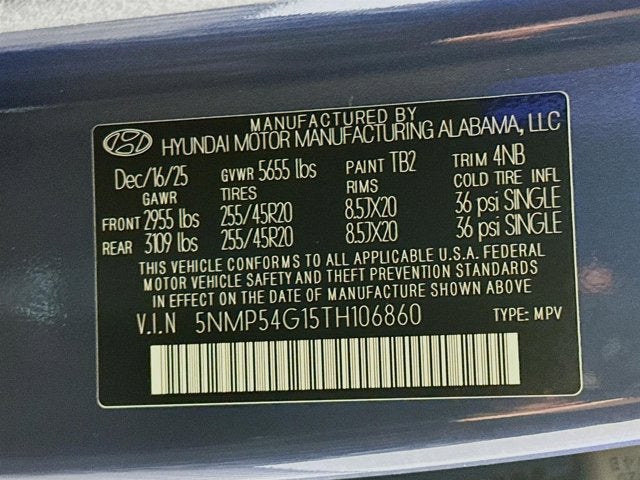 MANUFACTURED BY
HYUNDAI MOTOR MANUFACTURING ALABAMA, LLC
Dec/16/25 GVWR 5655 lbs PAINT TB2 TRIM 4NB
GAWR TIRES RIMS COLD TIRE INFL
FRONT 2955 lbs 255/45R20 8.5JX20 36 psi SINGLE
REAR 3109 lbs 255/45R20 8.5JX20 36 psi SINGLE
THIS VEHICLE CONFORMS TO ALL APPLICABLE U.S.A. FEDERAL
MOTOR VEHICLE SAFETY AND THEFT PREVENTION STANDARDS
IN EFFECT ON THE DATE OF MANUFACTURE SHOWN ABOVE
V.I.N 5NMP54G15TH106860 TYPE: MPV